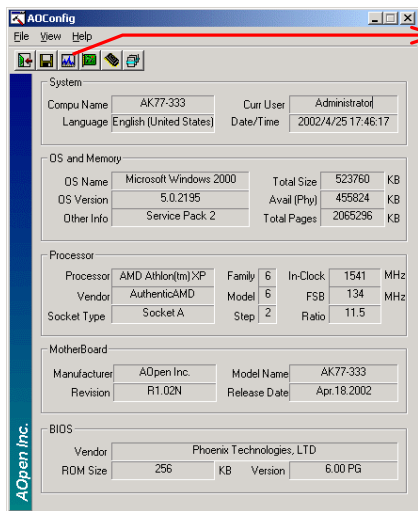 AOConfig
File View Help
System
Compu Name AK77-333 Curr User Administrator
Language English (United States) Date/Time 2002/4/25 17:46:17
OS and Memory
OS Name Microsoft Windows 2000 Total Size 523760 KB
OS Version 5.0.2195 Avail (Phy) 455824 KB
Other Info Service Pack 2 Total Pages 2065296 KB
Processor
Processor AMD Athlon(tm) XP Family 6 In-Clock 1541 MHz
Vendor AuthenticAMD Model 6 FSB 134 MHz
Socket Type Socket A Step 2 Ratio 11.5
MotherBoard
Manufacturer AOpen Inc. Model Name AK77-333
Revision R1.02N Release Date Apr.18.2002
BIOS
Vendor Phoenix Technologies, LTD
ROM Size 256 KB Version 6.00 PG
AOpen Inc.